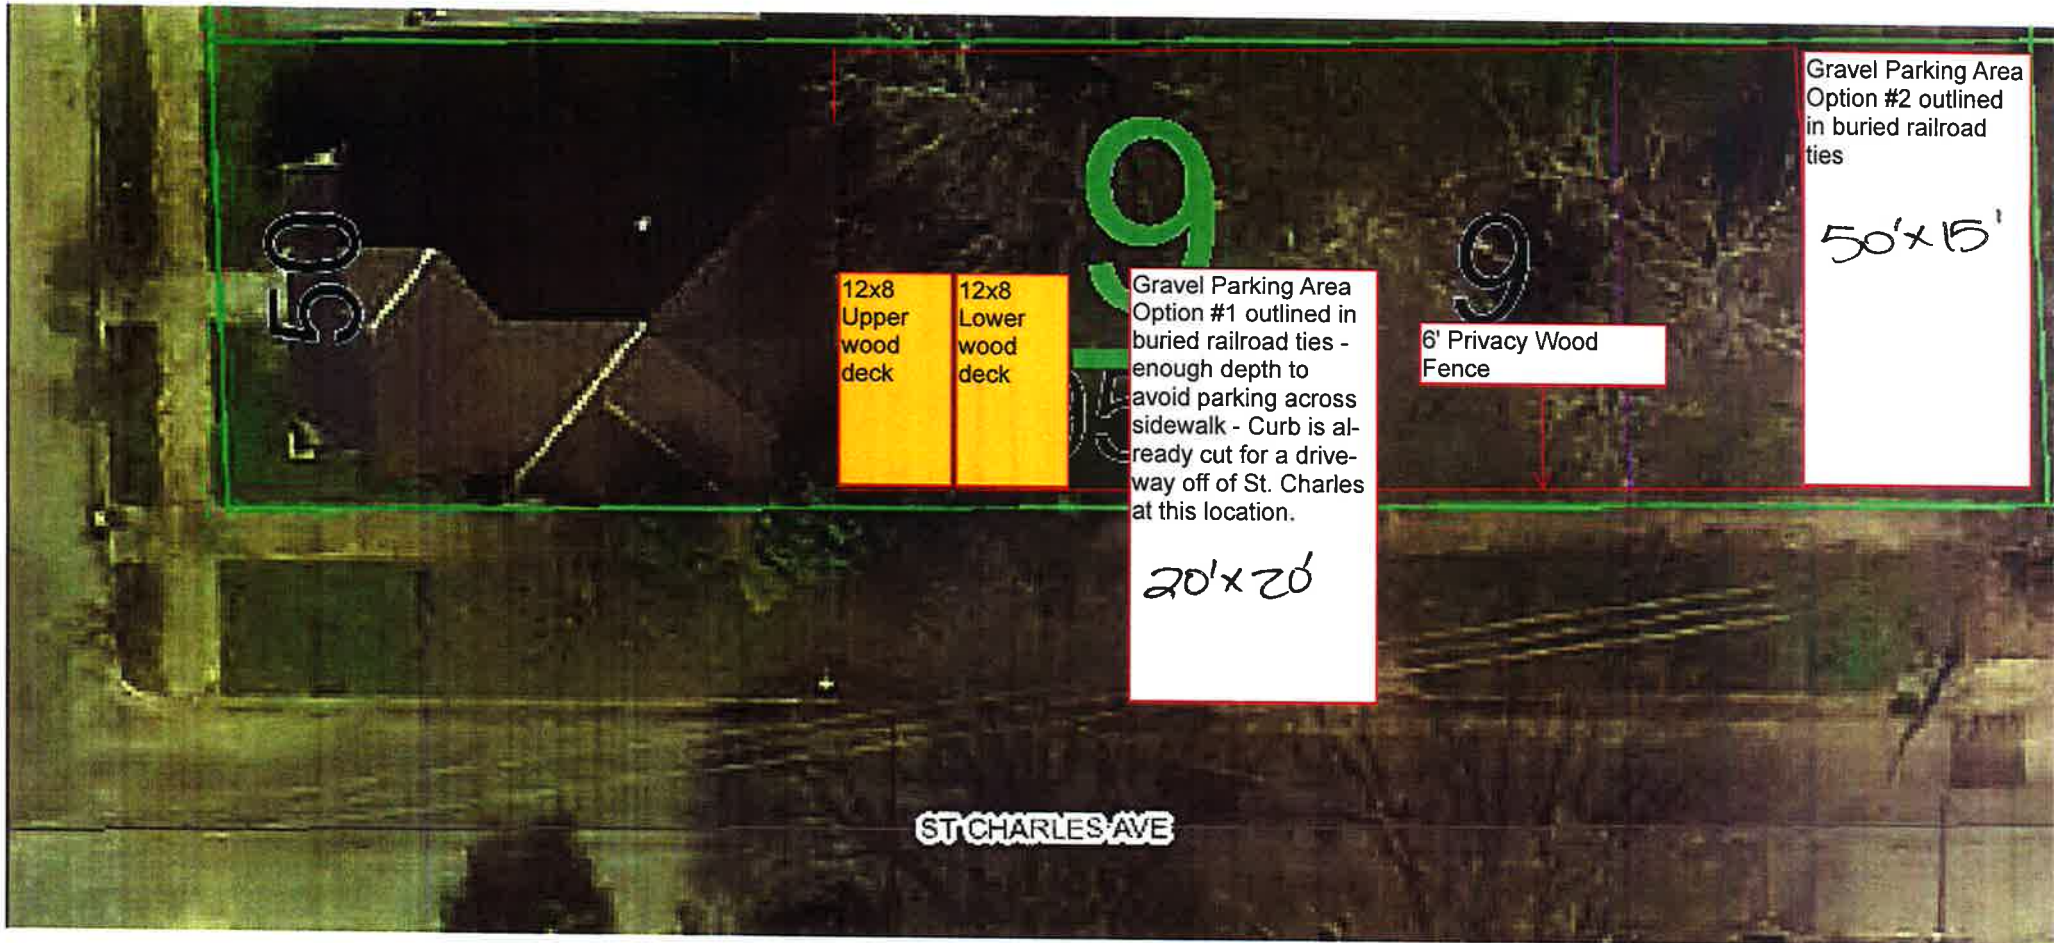 Gravel Parking Area
Option #2 outlined
in buried railroad
ties
50'x15'
501
9
9
12x8
Upper
wood
deck
12x8
Lower
wood
deck
Gravel Parking Area
Option #1 outlined in
buried railroad ties -
enough depth to
avoid parking across
sidewalk - Curb is al-
ready cut for a drive-
way off of St. Charles
at this location.
20'x20'
6' Privacy Wood
Fence
ST CHARLES AVE